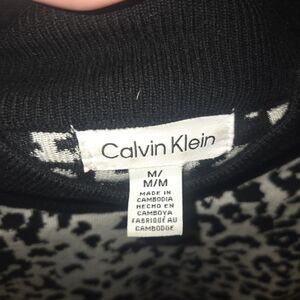 Calvin Klein
M/
M/M
MADE IN
CAMBODIA
HECHO EN
CAMBOYA
FABRIQUÉ AU
CAMBODGE